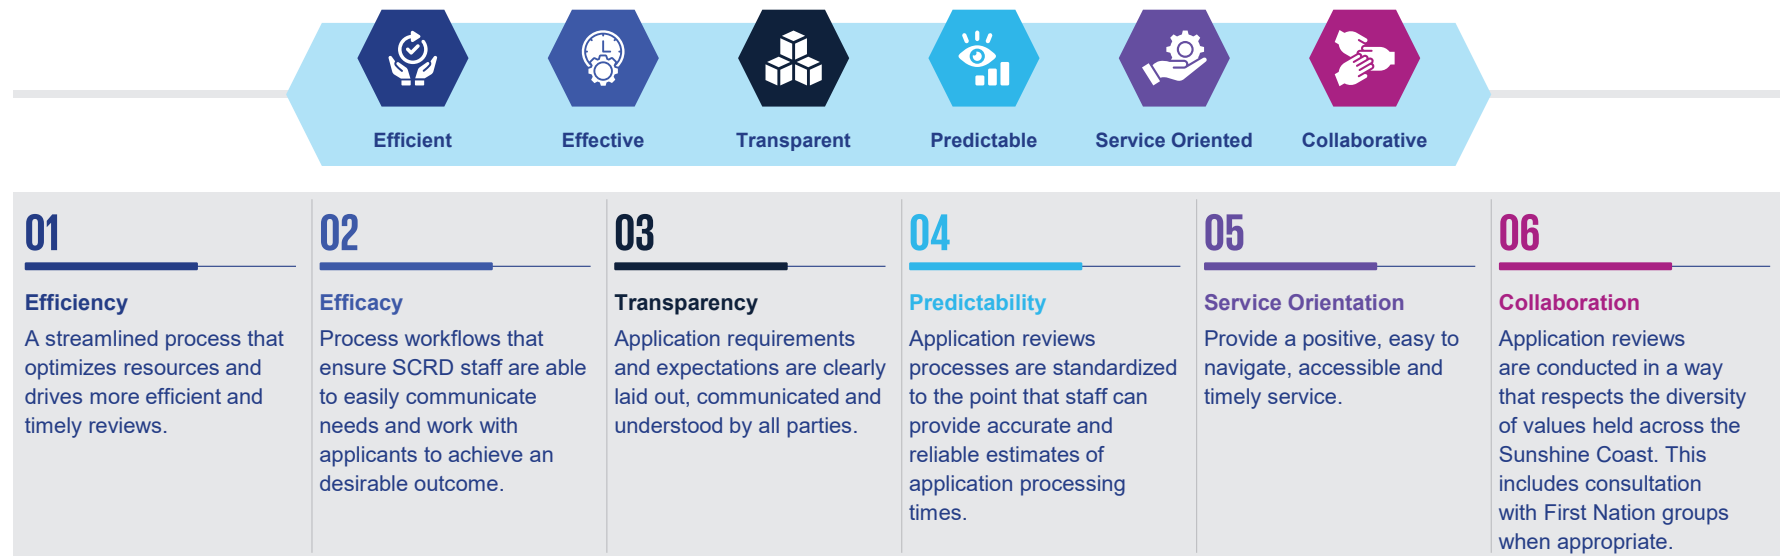 Efficient
Effective
Transparent
Predictable
Service Oriented
Collaborative
01
Efficiency
A streamlined process that
optimizes resources and
drives more efficient and
timely reviews.
02
Efficacy
Process workflows that
ensure SCRD staff are able
to easily communicate
needs and work with
applicants to achieve an
desirable outcome.
03
Transparency
Application requirements
and expectations are clearly
laid out, communicated and
understood by all parties.
04
Predictability
Application reviews
processes are standardized
to the point that staff can
provide accurate and
reliable estimates of
application processing
times.
05
Service Orientation
Provide a positive, easy to
navigate, accessible and
timely service.
06
Collaboration
Application reviews
are conducted in a way
that respects the diversity
of values held across the
Sunshine Coast. This
includes consultation
with First Nation groups
when appropriate.